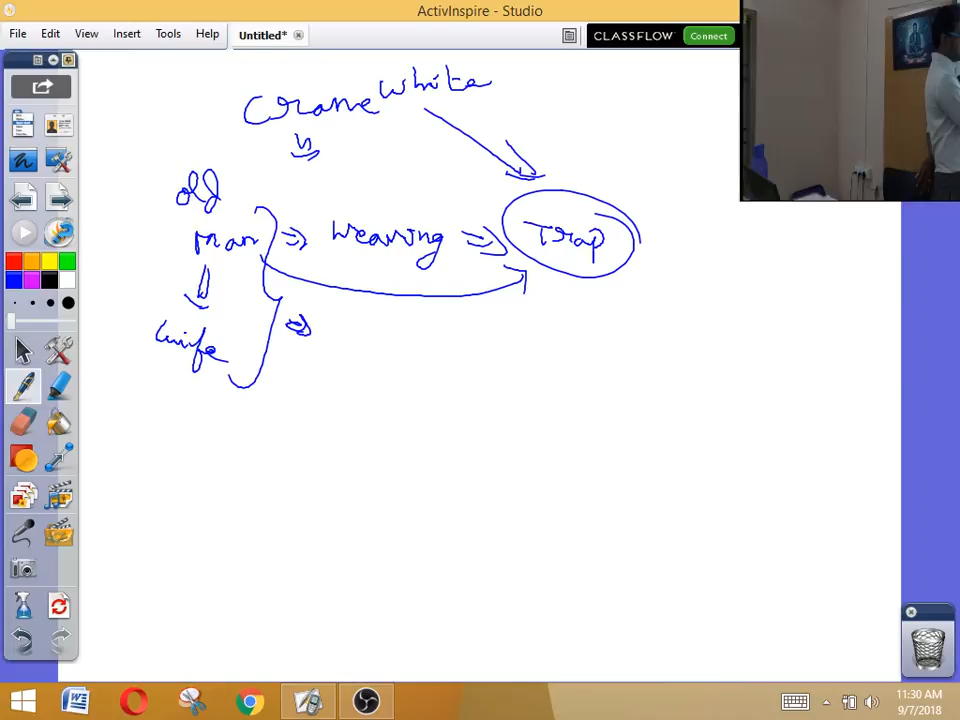 ActivInspire - Studio
File Edit View Insert Tools Help Untitled* CLASSFLOW Connect
Crane White
old
man weaving Trap
wife
11:30 AM
9/7/2018